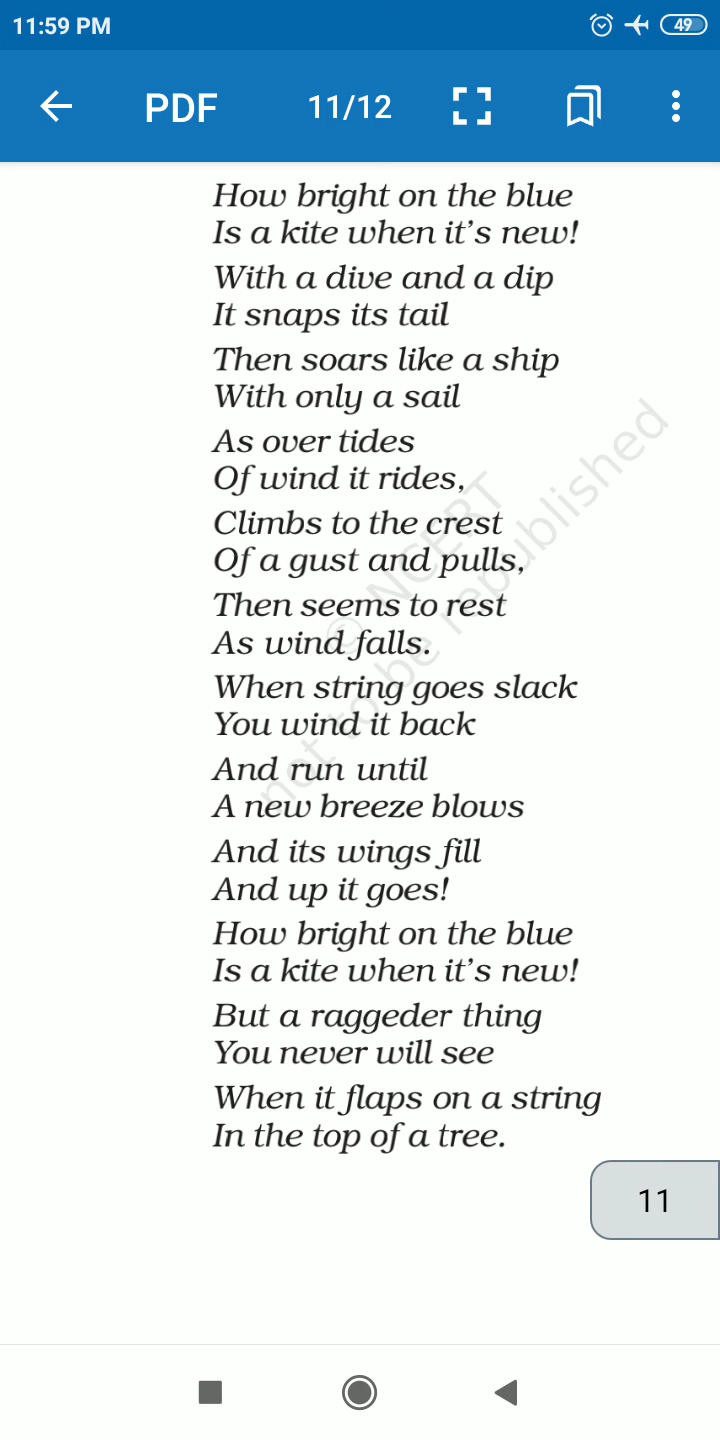 11:59 PM 49
PDF 11/12
How bright on the blue
Is a kite when it’s new!
With a dive and a dip
It snaps its tail
Then soars like a ship
With only a sail
As over tides
Of wind it rides,
Climbs to the crest
Of a gust and pulls,
Then seems to rest
As wind falls.
When string goes slack
You wind it back
And run until
A new breeze blows
And its wings fill
And up it goes!
How bright on the blue
Is a kite when it’s new!
But a raggeder thing
You never will see
When it flaps on a string
In the top of a tree.
© NCERT
not to be republished
11